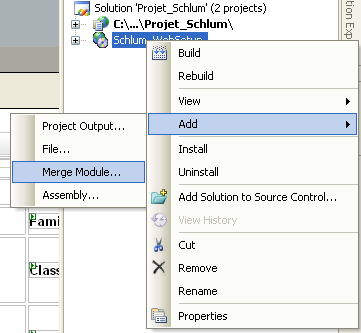 Solution 'Projet_Schlum' (2 projects)
C:\...\Projet_Schlum\
Schlum_WebSetup
Build
Rebuild
View
Add
Install
Uninstall
Add Solution to Source Control...
View History
Cut
Remove
Rename
Properties
Project Output...
File...
Merge Module...
Assembly...
Fami
Class